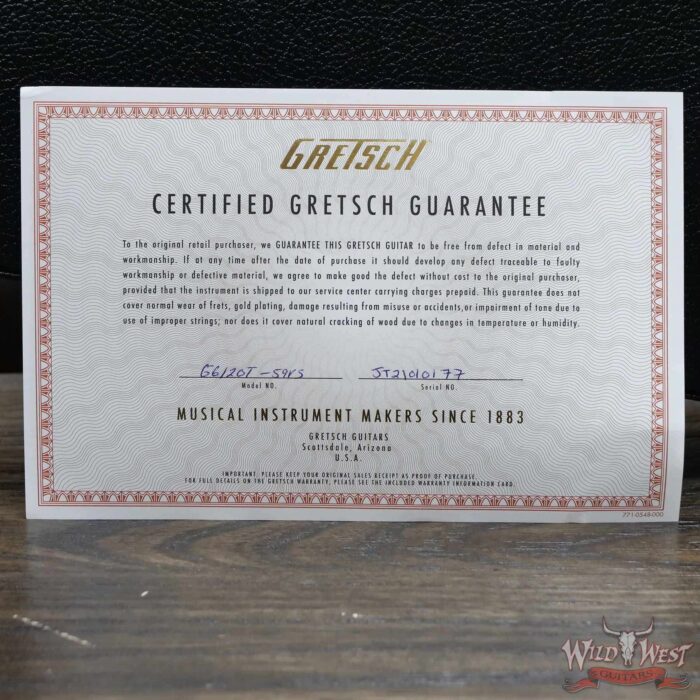 GRETSCH
CERTIFIED GRETSCH GUARANTEE
To the original retail purchaser, we GUARANTEE THIS GRETSCH GUITAR to be free from defect in material and
workmanship. If at any time after the date of purchase it should develop any defect traceable to faulty
workmanship or defective material, we agree to make good the defect without cost to the original purchaser,
provided that the instrument is shipped to our service center carrying charges prepaid. This guarantee does not
cover normal wear of frets, gold plating, damage resulting from misuse or accidents,or impairment of tone due to
use of improper strings; nor does it cover natural cracking of wood due to changes in temperature or humidity.
G6120T-59VS JT21010177
Model NO. Serial NO.
MUSICAL INSTRUMENT MAKERS SINCE 1883
GRETSCH GUITARS
Scottsdale, Arizona
U.S.A.
IMPORTANT: PLEASE KEEP YOUR ORIGINAL SALES RECEIPT AS PROOF OF PURCHASE.
FOR FULL DETAILS ON THE GRETSCH WARRANTY, PLEASE SEE THE INCLUDED WARRANTY INFORMATION CARD.
771-0548-000
WILD WEST
GUITARS